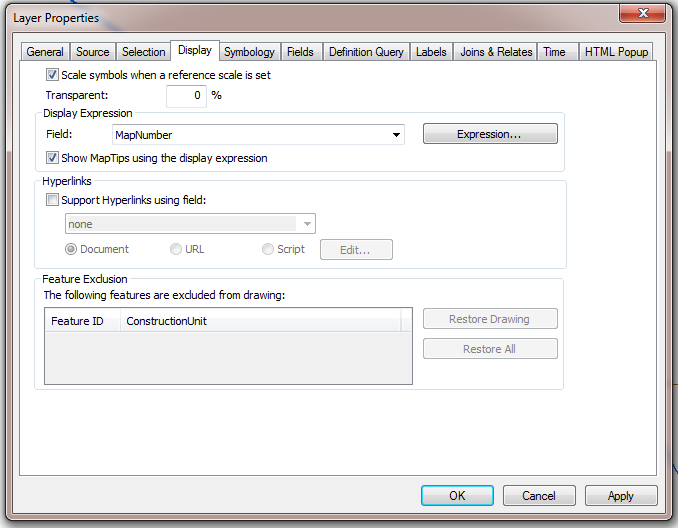 Layer Properties
General Source Selection Display Symbology Fields Definition Query Labels Joins & Relates Time HTML Popup
Scale symbols when a reference scale is set
Transparent: 0 %
Display Expression
Field: MapNumber Expression...
Show MapTips using the display expression
Hyperlinks
Support Hyperlinks using field:
none
Document URL Script Edit...
Feature Exclusion
The following features are excluded from drawing:
Feature ID ConstructionUnit Restore Drawing
Restore All
OK Cancel Apply